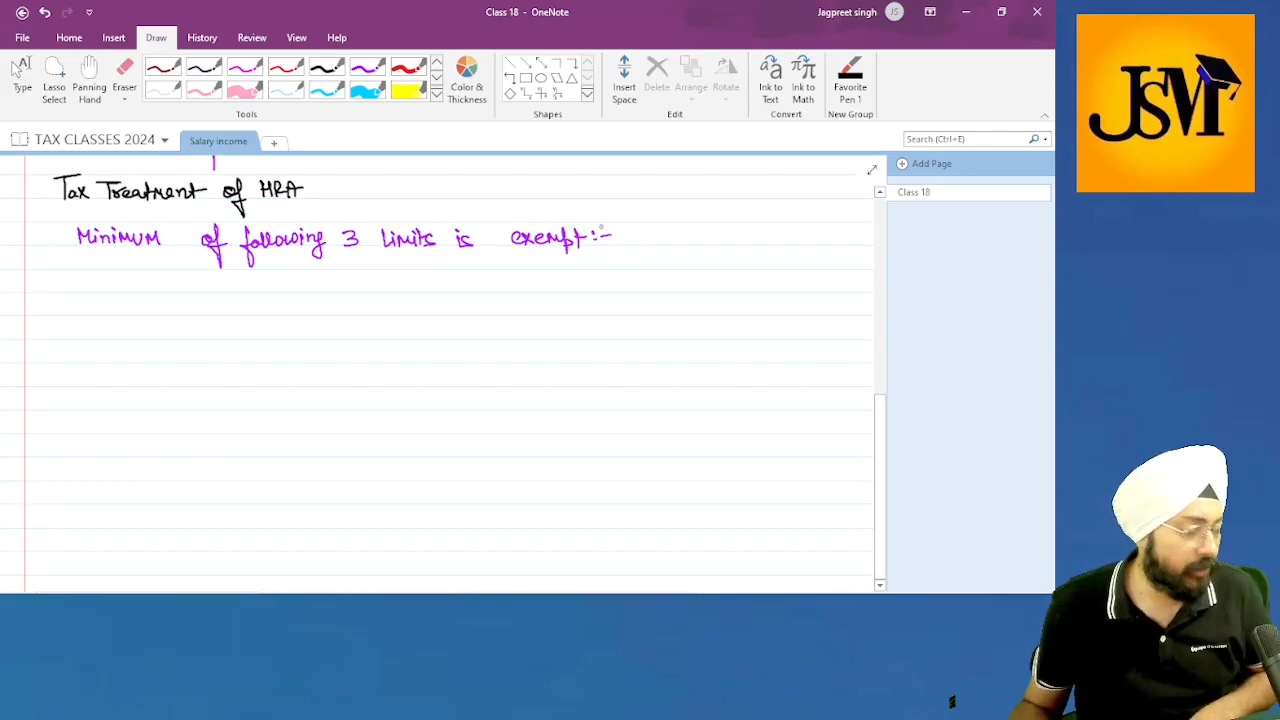 Class 18 - OneNote
Jagpreet singh JS
File Home Insert Draw History Review View Help
Type Lasso Select Panning Hand Eraser Color & Thickness Insert Space Delete Arrange Rotate Ink to Text Ink to Math Favorite Pen 1
Tools Shapes Edit Convert New Group
TAX CLASSES 2024 Salary income Search (Ctrl+E)
Add Page
Class 18
Tax Treatment of HRA
Minimum of following 3 limits is exempt:-
JSM